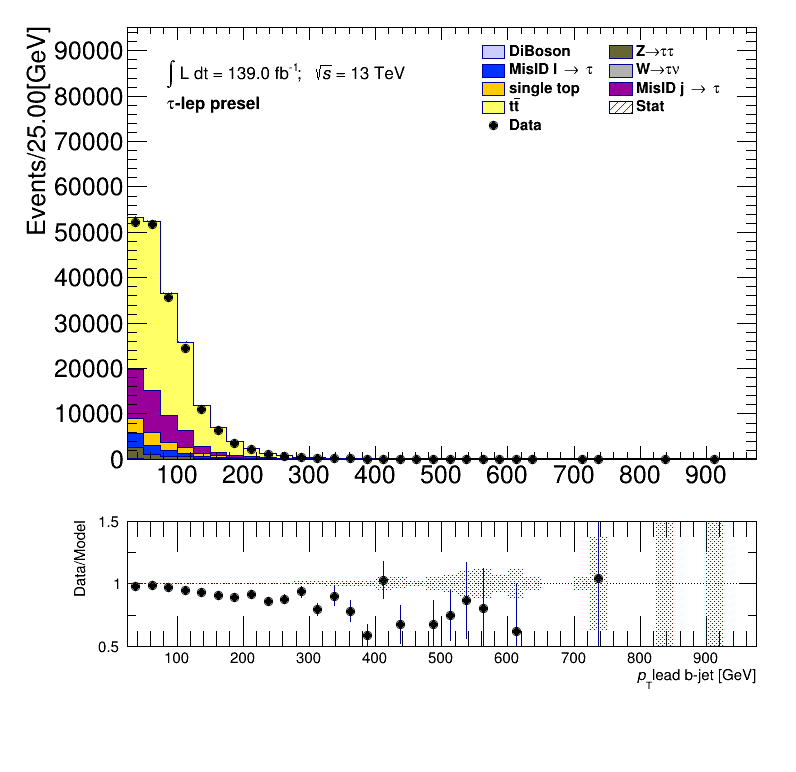 Events/25.00[GeV]
90000
80000
70000
60000
50000
40000
30000
20000
10000
0
∫ L dt = 139.0 fb⁻¹; √s = 13 TeV
τ-lep presel
DiBoson
MisID l → τ
single top
tt̄
Data
Z→ττ
W→τν
MisID j → τ
Stat
100 200 300 400 500 600 700 800 900
Data/Model
1.5
1
0.5
100 200 300 400 500 600 700 800 900
p_T lead b-jet [GeV]